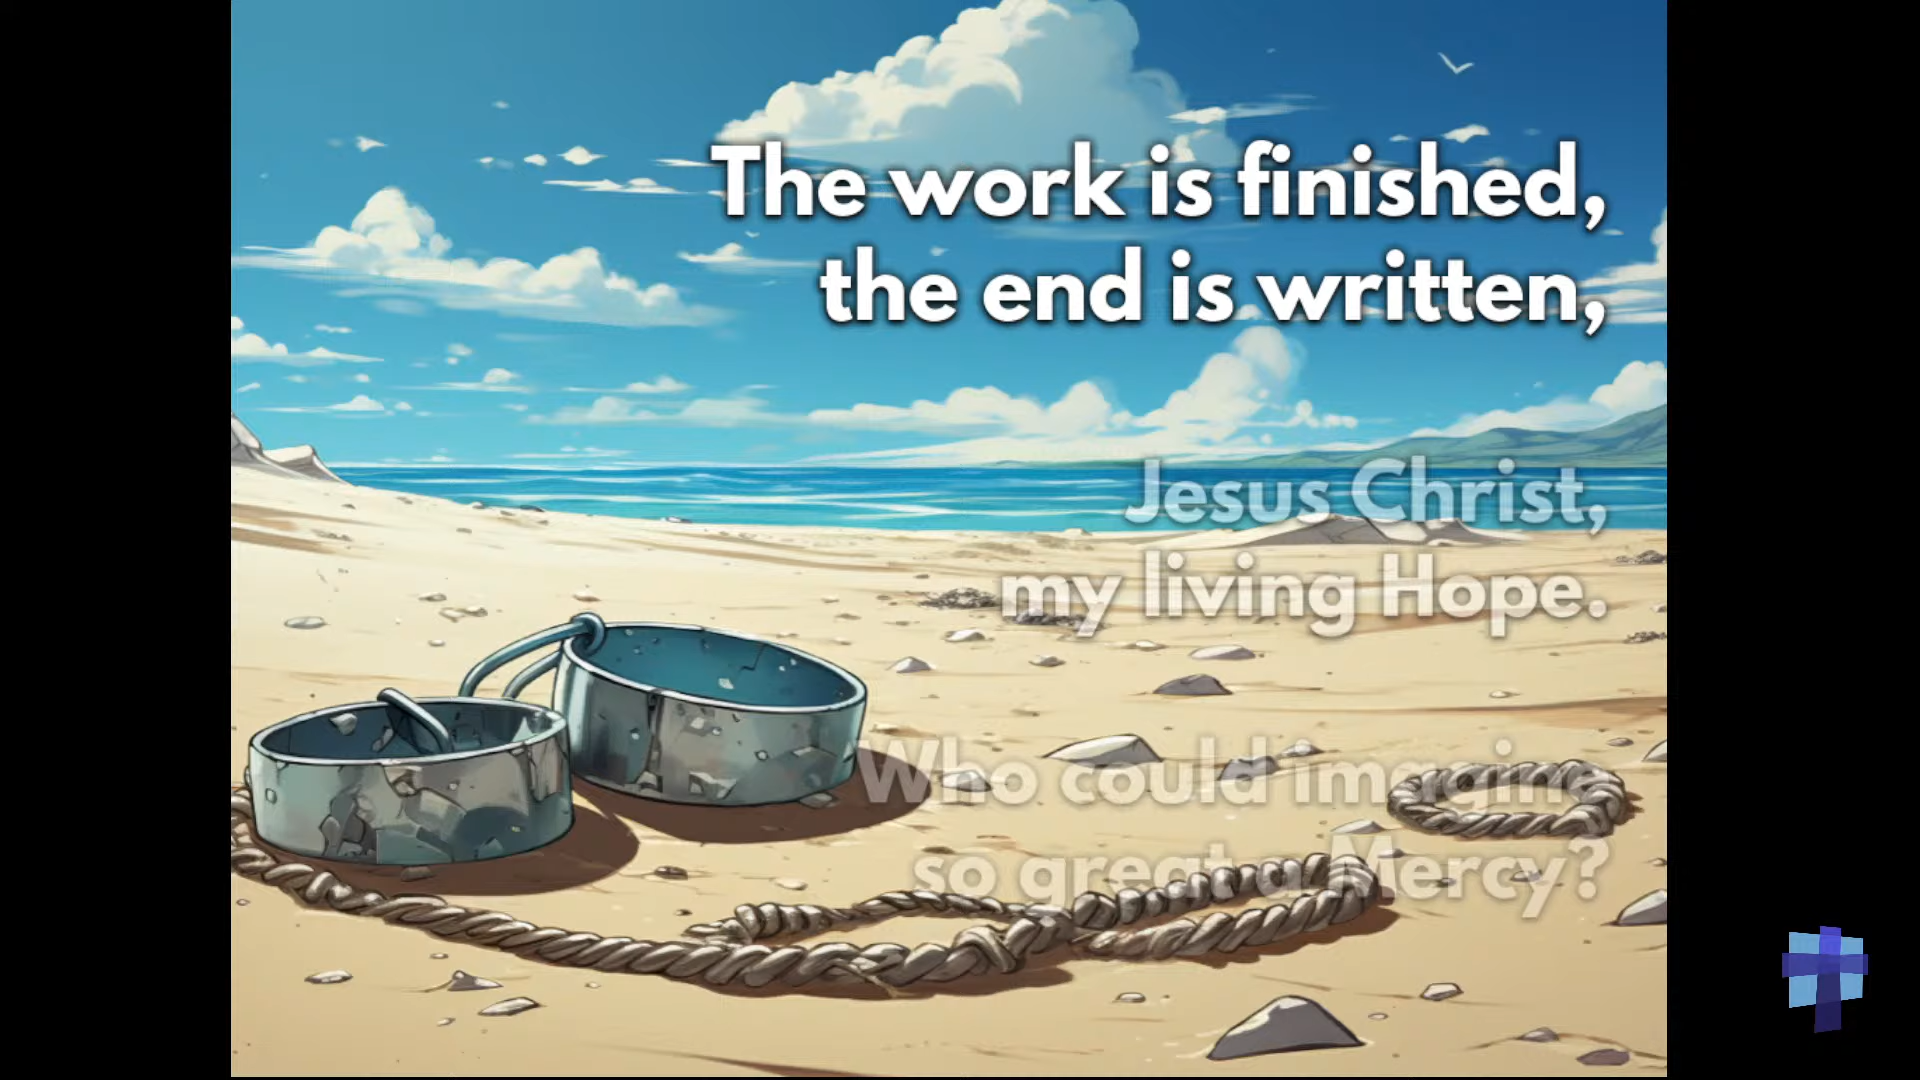 The work is finished,
the end is written,
Jesus Christ,
my living Hope.
Who could imagine
so great a Mercy?